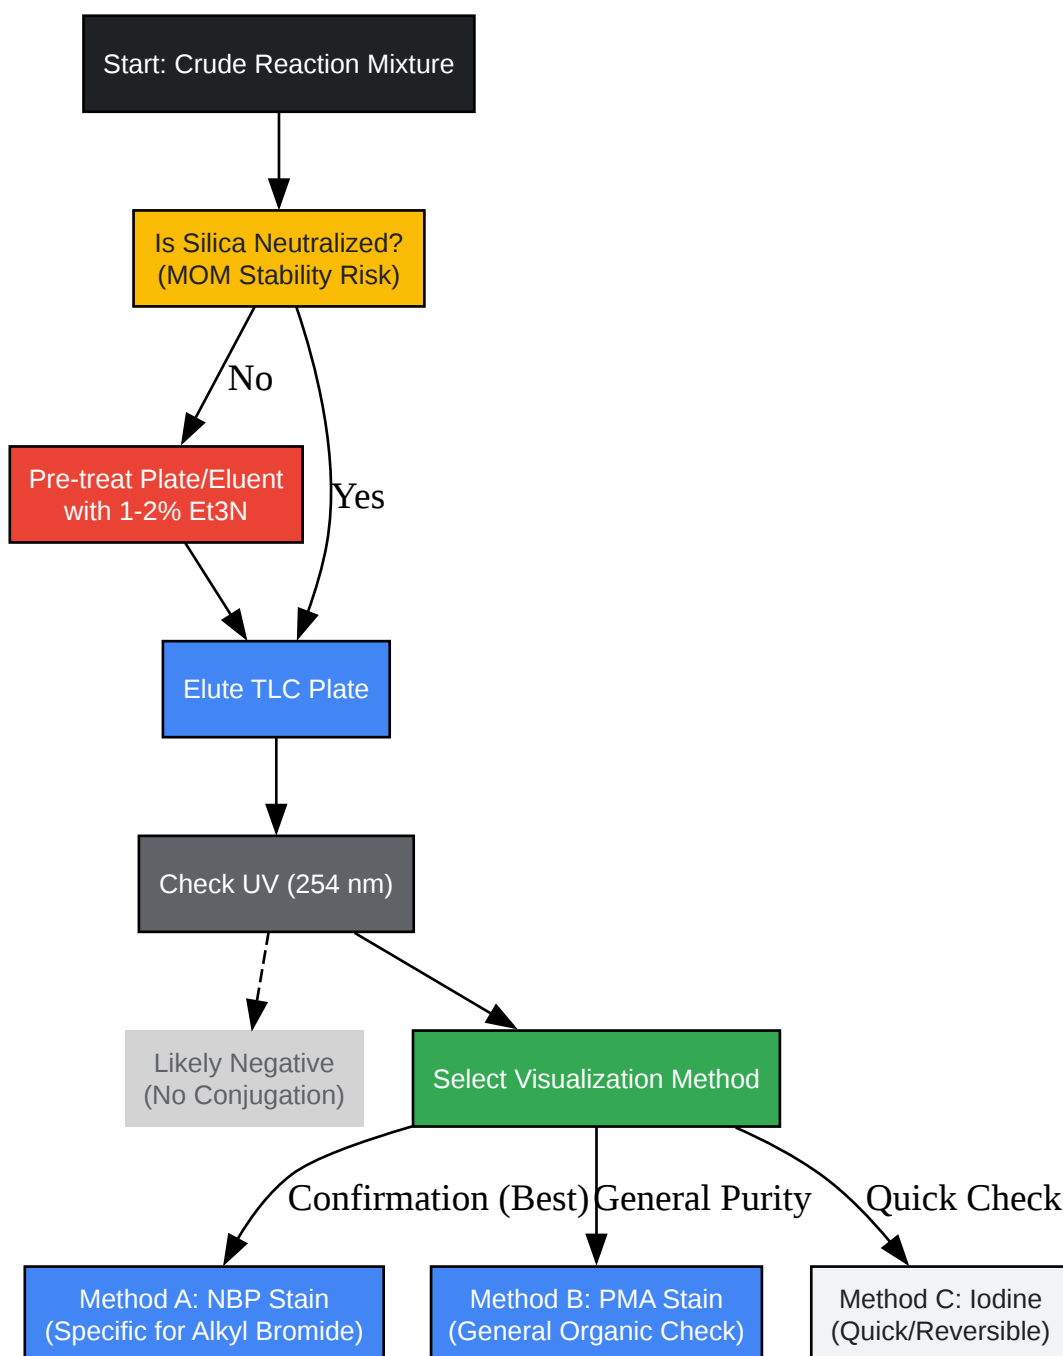 Start: Crude Reaction Mixture
Is Silica Neutralized?
(MOM Stability Risk)
No
Pre-treat Plate/Eluent
with 1-2% Et3N
Yes
Elute TLC Plate
Check UV (254 nm)
Likely Negative
(No Conjugation)
Select Visualization Method
Confirmation (Best)
General Purity
Quick Check
Method A: NBP Stain
(Specific for Alkyl Bromide)
Method B: PMA Stain
(General Organic Check)
Method C: Iodine
(Quick/Reversible)